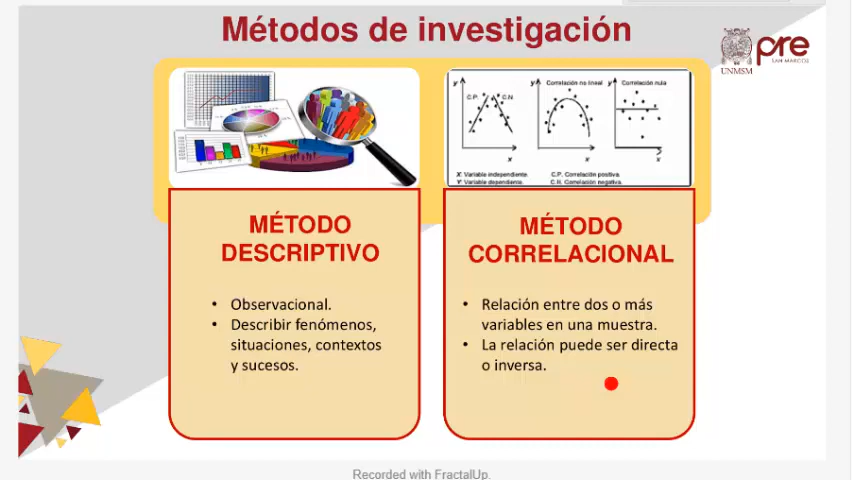 Métodos de investigación
UNMSM
pre
SAN MARCOS
y
C.P.
C.N
x
y
Correlación no lineal
x
y
Correlación nula
x
X: Variable independiente.
Y: Variable dependiente.
C.P. Correlación positiva.
C.N. Correlación negativa.
MÉTODO
DESCRIPTIVO
• Observacional.
• Describir fenómenos,
situaciones, contextos
y sucesos.
MÉTODO
CORRELACIONAL
• Relación entre dos o más
variables en una muestra.
• La relación puede ser directa
o inversa.
Recorded with FractalUp.